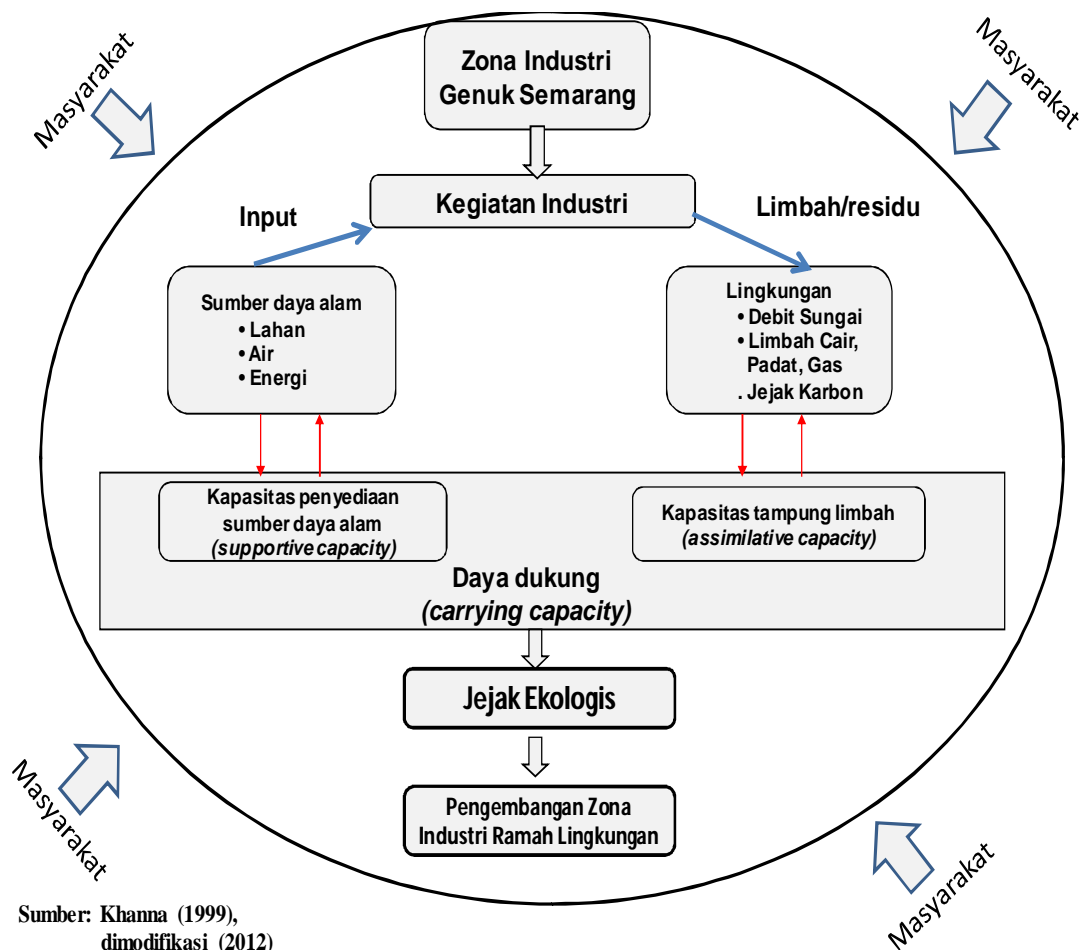 Masyarakat
Masyarakat
Zona Industri
Genuk Semarang
Kegiatan Industri
Input
Limbah/residu
Sumber daya alam
• Lahan
• Air
• Energi
Lingkungan
• Debit Sungai
• Limbah Cair,
Padat, Gas
. Jejak Karbon
Kapasitas penyediaan
sumber daya alam
(supportive capacity)
Kapasitas tampung limbah
(assimilative capacity)
Daya dukung
(carrying capacity)
Jejak Ekologis
Pengembangan Zona
Industri Ramah Lingkungan
Masyarakat
Masyarakat
Sumber: Khanna (1999),
dimodifikasi (2012)